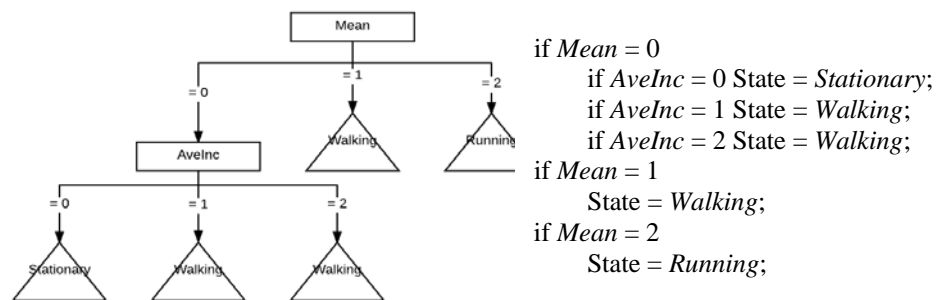 Mean
= 0
= 1
= 2
Walking
Running
AveInc
= 0
= 1
= 2
Stationary
Walking
Walking
if Mean = 0
if AveInc = 0 State = Stationary;
if AveInc = 1 State = Walking;
if AveInc = 2 State = Walking;
if Mean = 1
State = Walking;
if Mean = 2
State = Running;